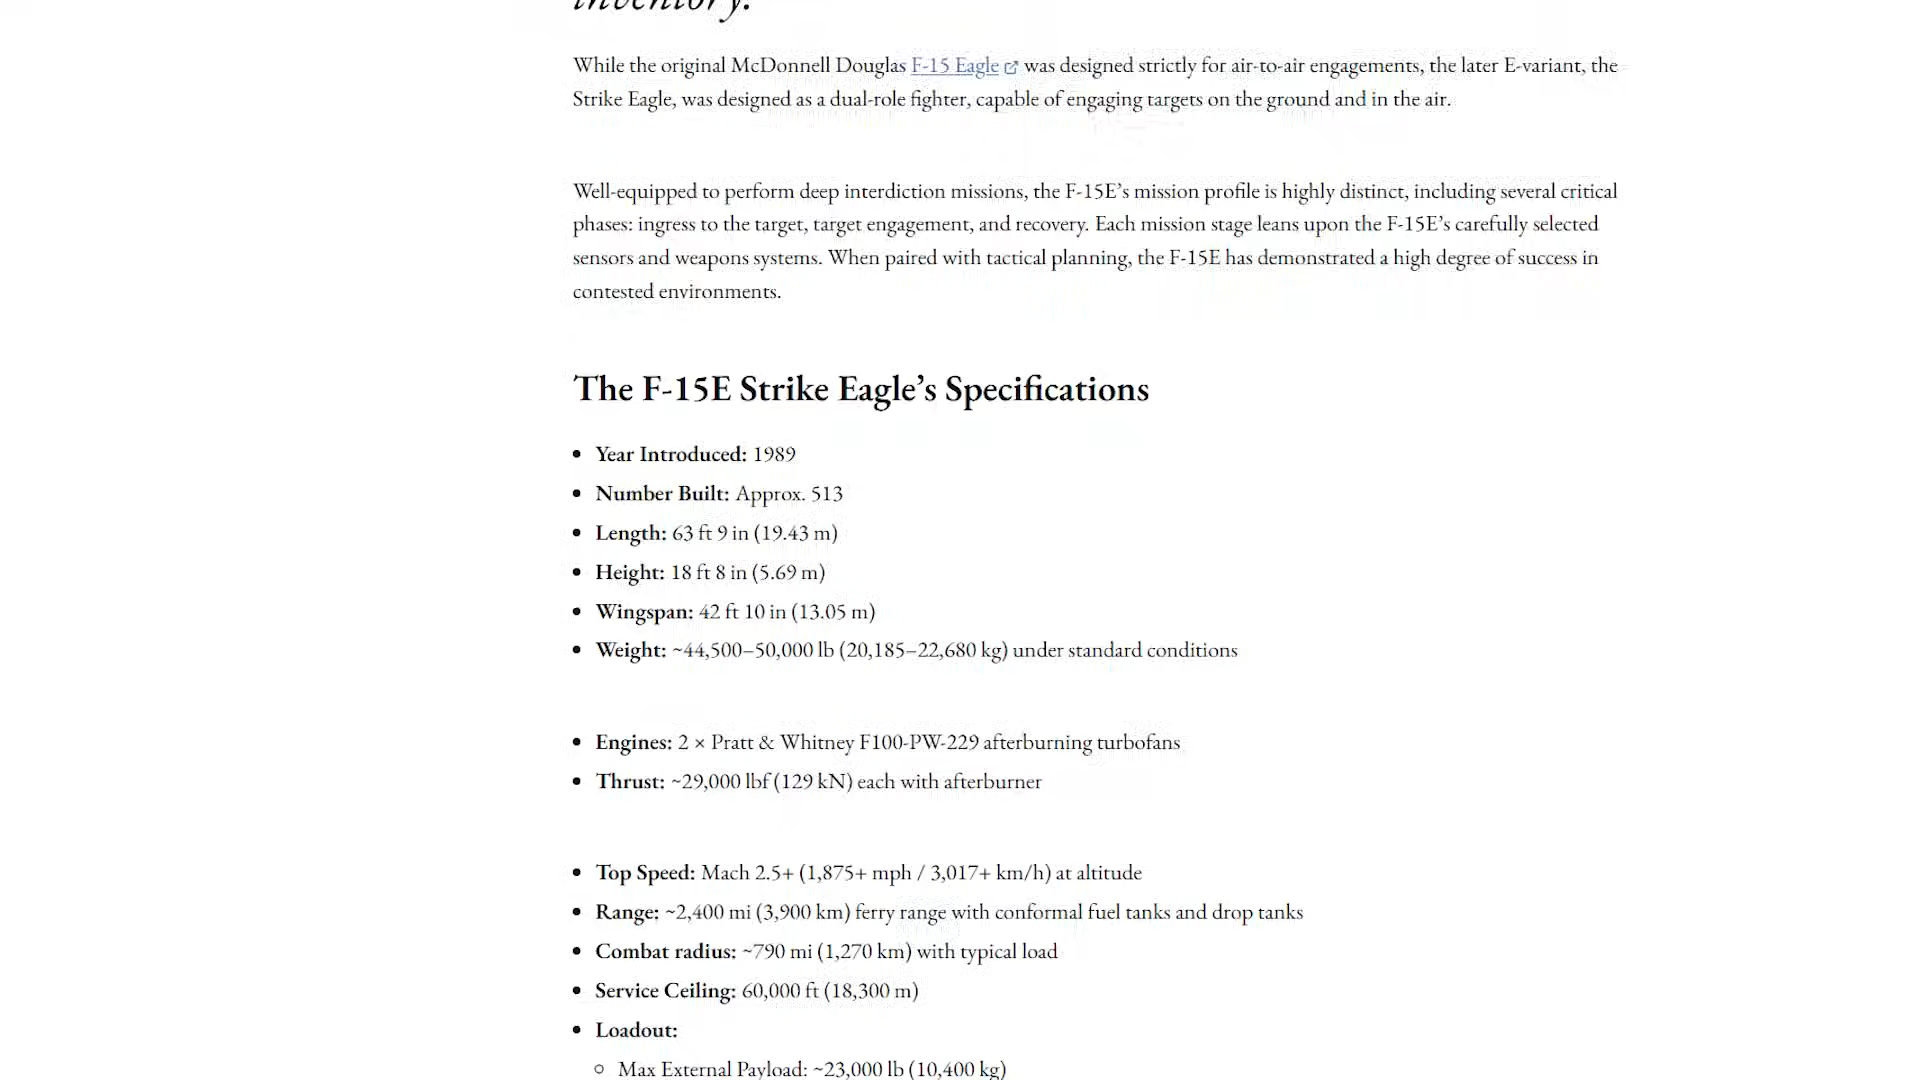 inventory.
While the original McDonnell Douglas F-15 Eagle was designed strictly for air-to-air engagements, the later E-variant, the
Strike Eagle, was designed as a dual-role fighter, capable of engaging targets on the ground and in the air.
Well-equipped to perform deep interdiction missions, the F-15E’s mission profile is highly distinct, including several critical
phases: ingress to the target, target engagement, and recovery. Each mission stage leans upon the F-15E’s carefully selected
sensors and weapons systems. When paired with tactical planning, the F-15E has demonstrated a high degree of success in
contested environments.
The F-15E Strike Eagle’s Specifications
• Year Introduced: 1989
• Number Built: Approx. 513
• Length: 63 ft 9 in (19.43 m)
• Height: 18 ft 8 in (5.69 m)
• Wingspan: 42 ft 10 in (13.05 m)
• Weight: ~44,500–50,000 lb (20,185–22,680 kg) under standard conditions
• Engines: 2 × Pratt & Whitney F100-PW-229 afterburning turbofans
• Thrust: ~29,000 lbf (129 kN) each with afterburner
• Top Speed: Mach 2.5+ (1,875+ mph / 3,017+ km/h) at altitude
• Range: ~2,400 mi (3,900 km) ferry range with conformal fuel tanks and drop tanks
• Combat radius: ~790 mi (1,270 km) with typical load
• Service Ceiling: 60,000 ft (18,300 m)
• Loadout:
◦ Max External Payload: ~23,000 lb (10,400 kg)